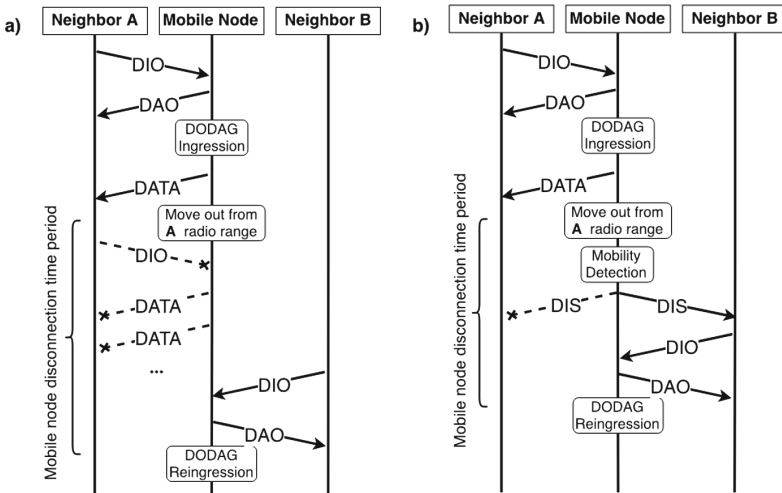 a)
Neighbor A
Mobile Node
Neighbor B
DIO
DAO
DODAG
Ingression
DATA
Move out from
A radio range
DIO
DATA
DATA
...
DIO
DAO
DODAG
Reingression
Mobile node disconnection time period
b)
Neighbor A
Mobile Node
Neighbor B
DIO
DAO
DODAG
Ingression
DATA
Move out from
A radio range
Mobility
Detection
DIS
DIS
DIO
DAO
DODAG
Reingression
Mobile node disconnection time period